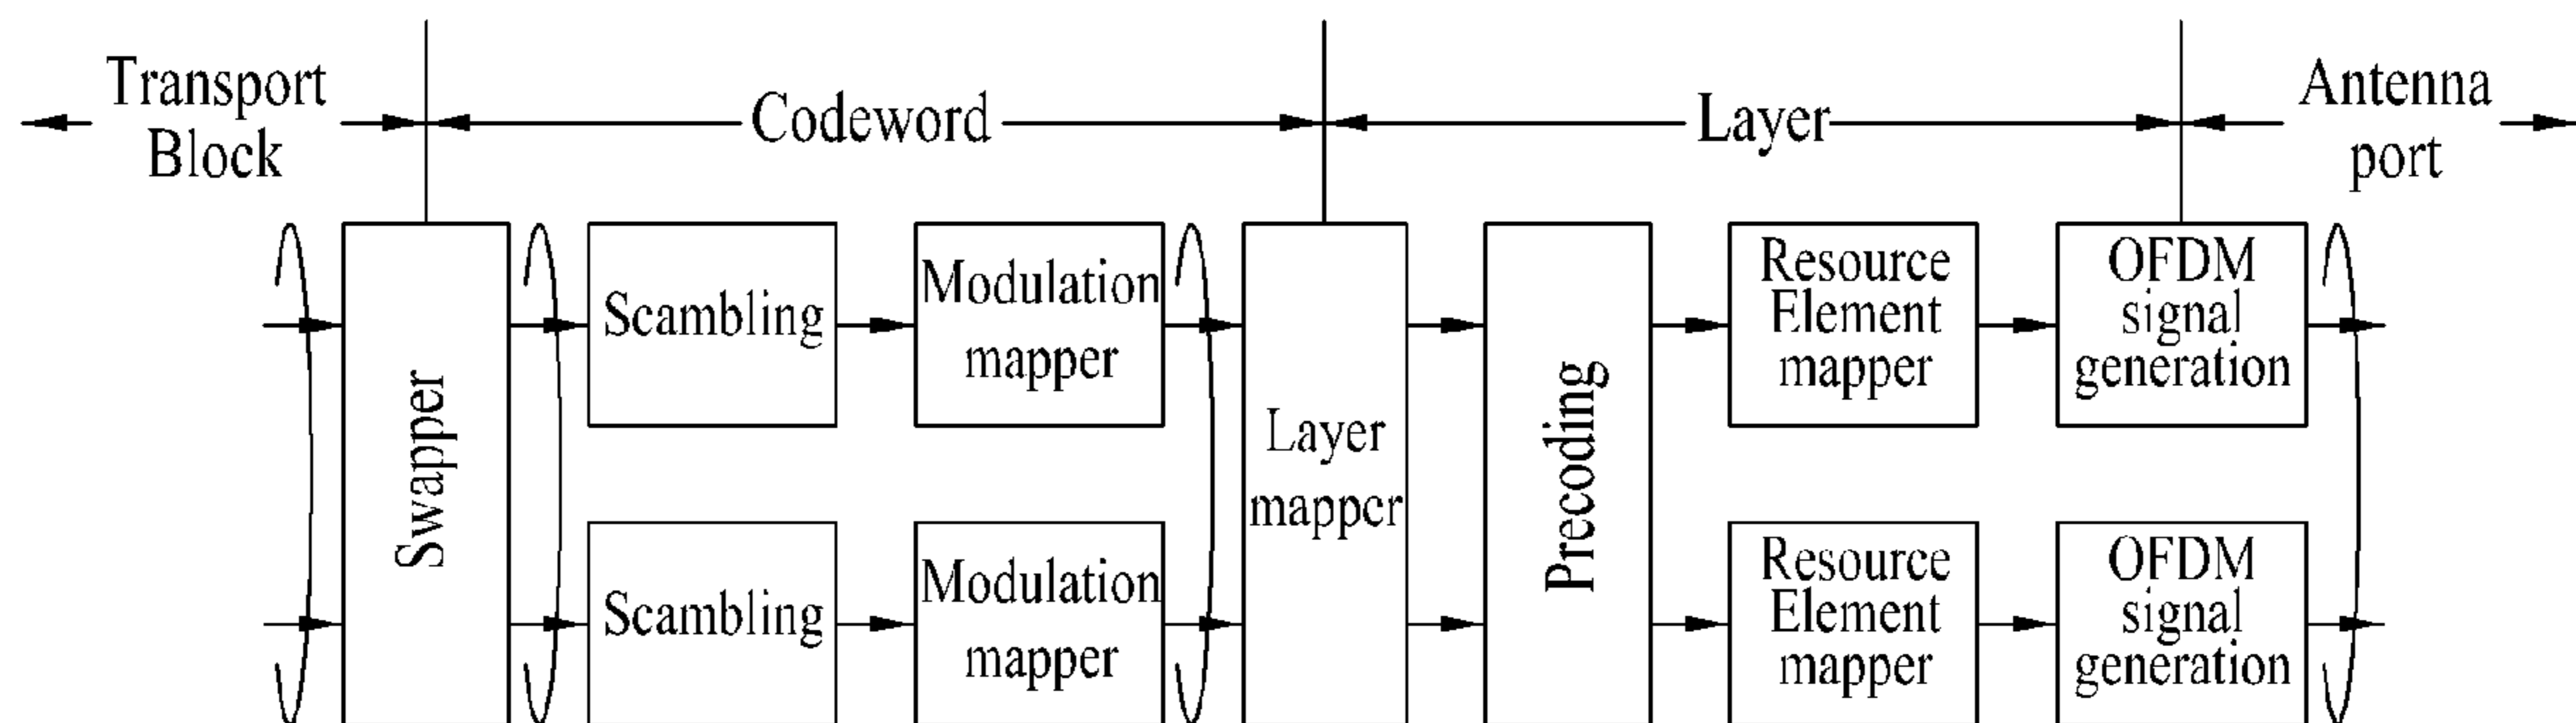 Transport
Block
Codeword
Layer
Antenna
port
Swapper
Scambling
Modulation
mapper
Layer
mapper
Precoding
Resource
Element
mapper
OFDM
signal
generation
Scambling
Modulation
mapper
Resource
Element
mapper
OFDM
signal
generation